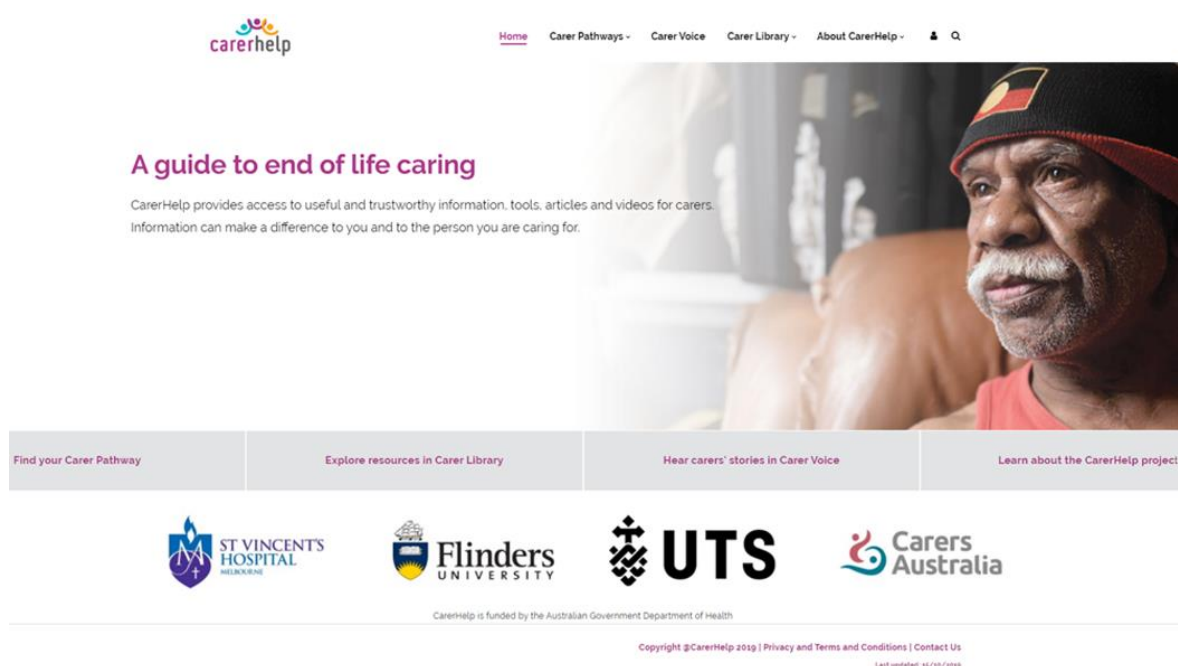 carerhelp
Home Carer Pathways Carer Voice Carer Library About CarerHelp
A guide to end of life caring
CarerHelp provides access to useful and trustworthy information, tools, articles and videos for carers.
Information can make a difference to you and to the person you are caring for.
Find your Carer Pathway
Explore resources in Carer Library
Hear carers' stories in Carer Voice
Learn about the CarerHelp project
ST VINCENT'S
HOSPITAL
MELBOURNE
Flinders
UNIVERSITY
UTS
Carers
Australia
CarerHelp is funded by the Australian Government Department of Health
Copyright @CarerHelp 2019 | Privacy and Terms and Conditions | Contact Us
Last updated: